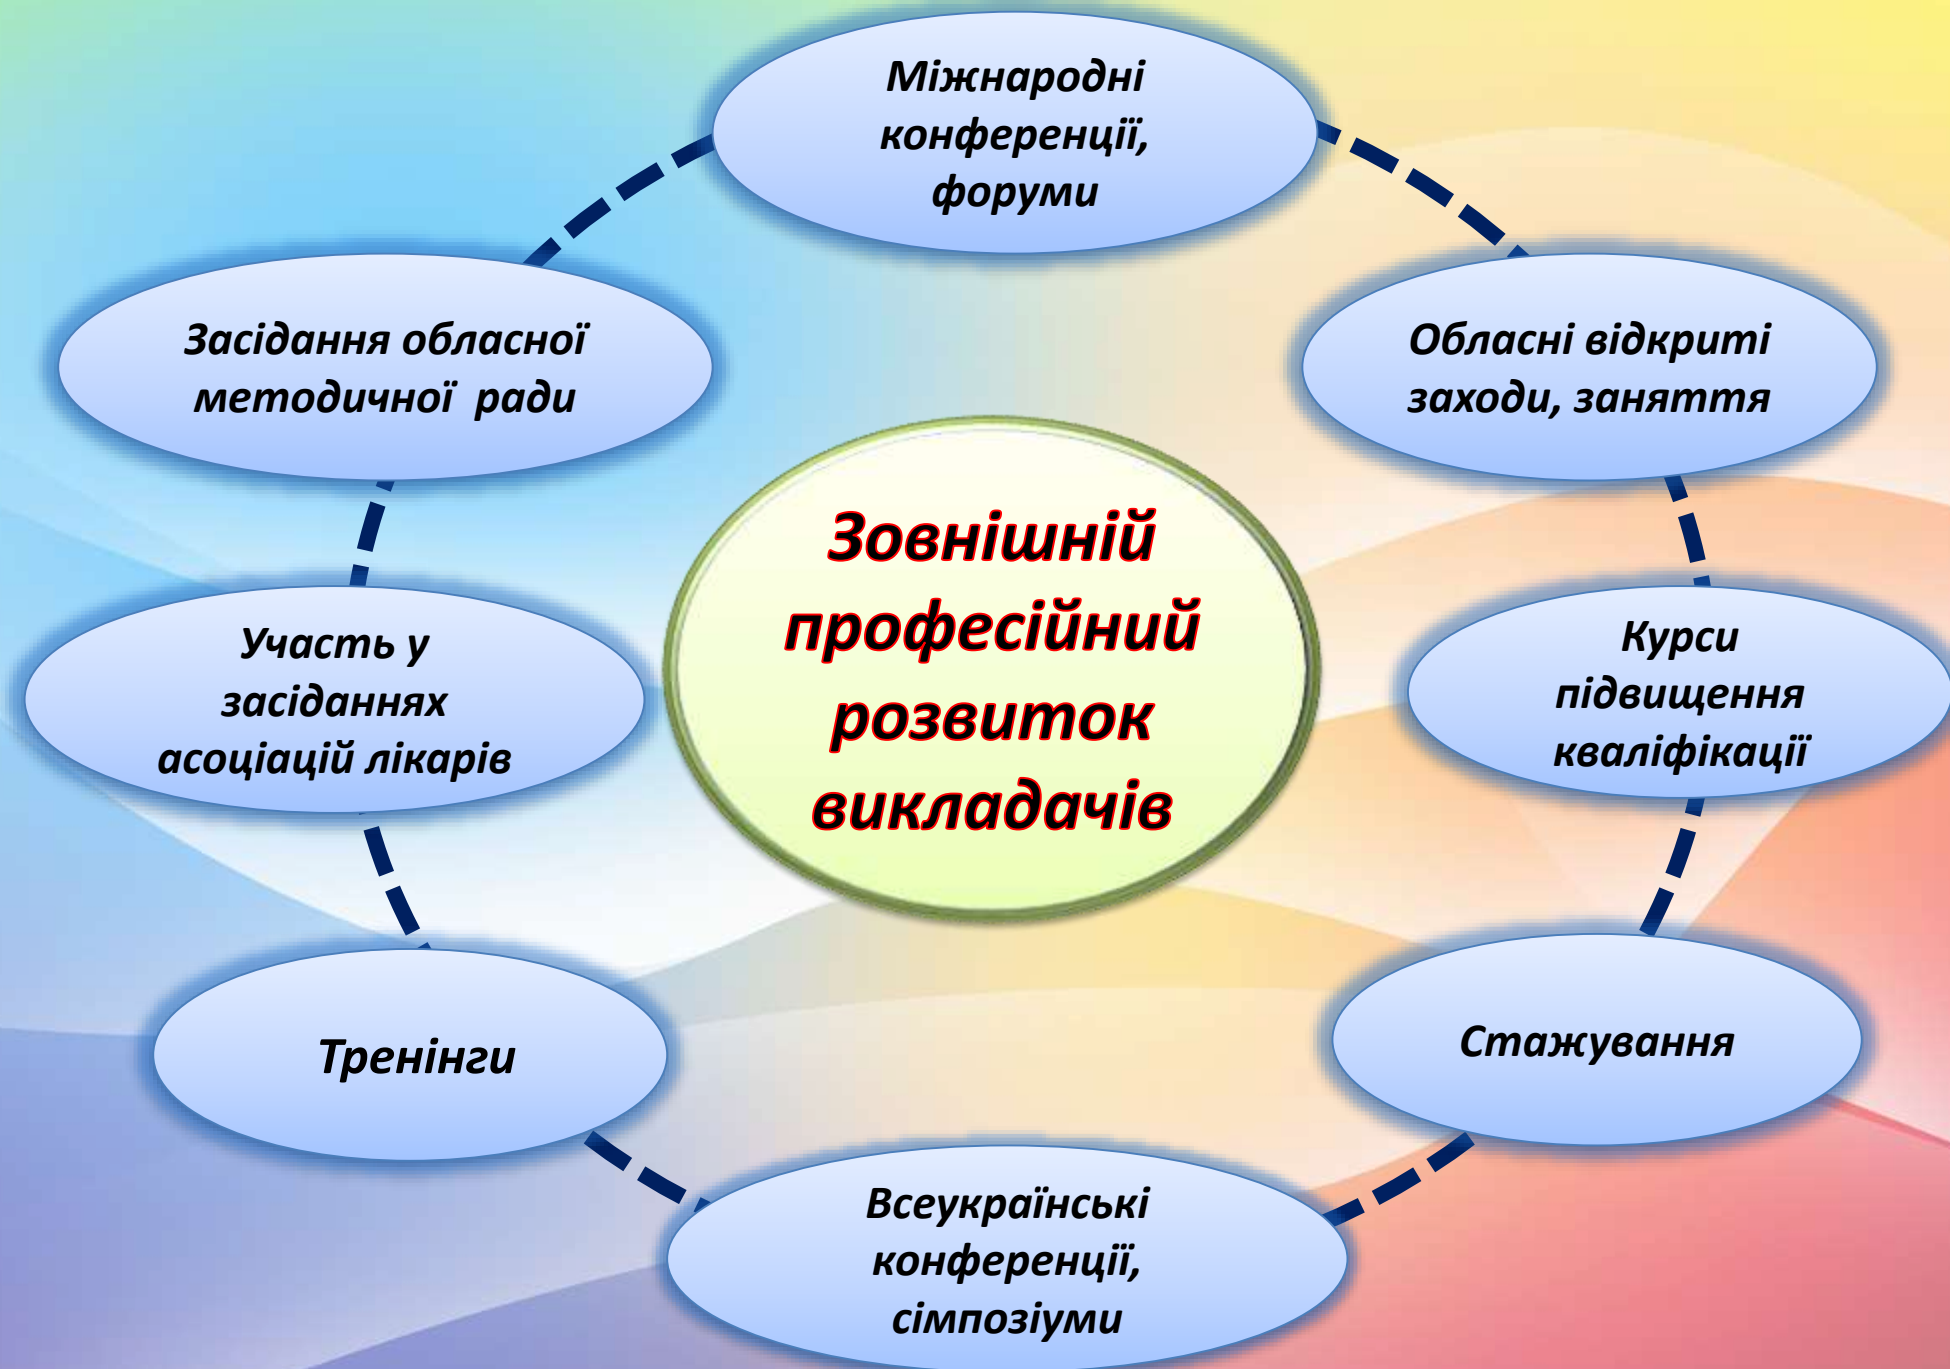 Міжнародні
конференції,
форуми
Засідання обласної
методичної ради
Обласні відкриті
заходи, заняття
Зовнішній
професійний
розвиток
викладачів
Участь у
засіданнях
асоціацій лікарів
Курси
підвищення
кваліфікації
Тренінги
Стажування
Всеукраїнські
конференції,
сімпозіуми